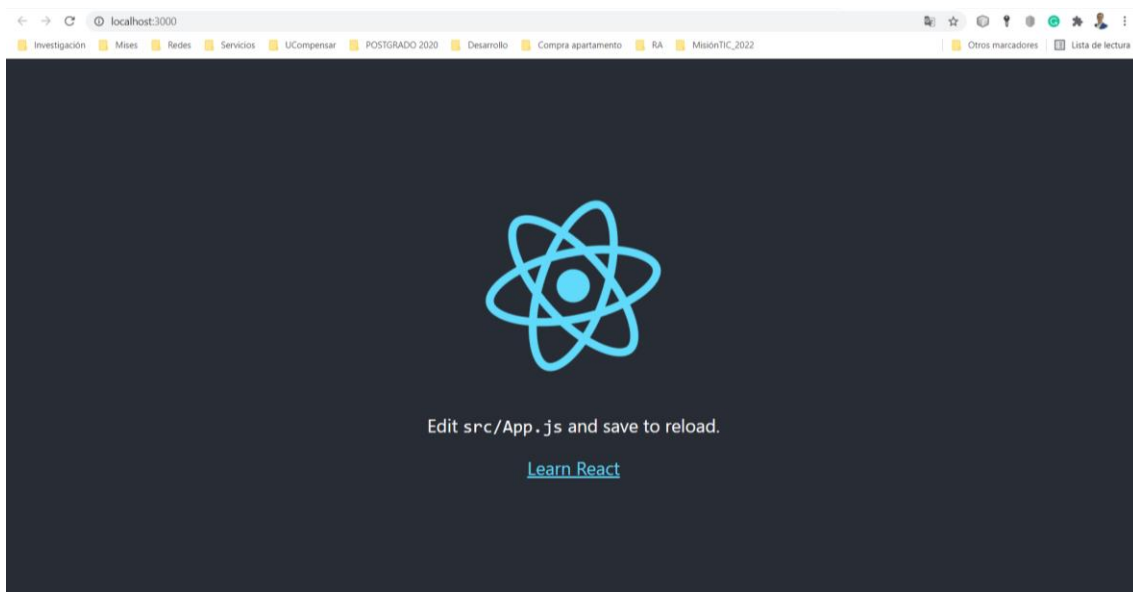 localhost:3000
Investigación Mises Redes Servicios UCompensar POSTGRADO 2020 Desarrollo Compra apartamento RA MisiónTIC_2022 Otros marcadores Lista de lectura
Edit src/App.js and save to reload.
Learn React